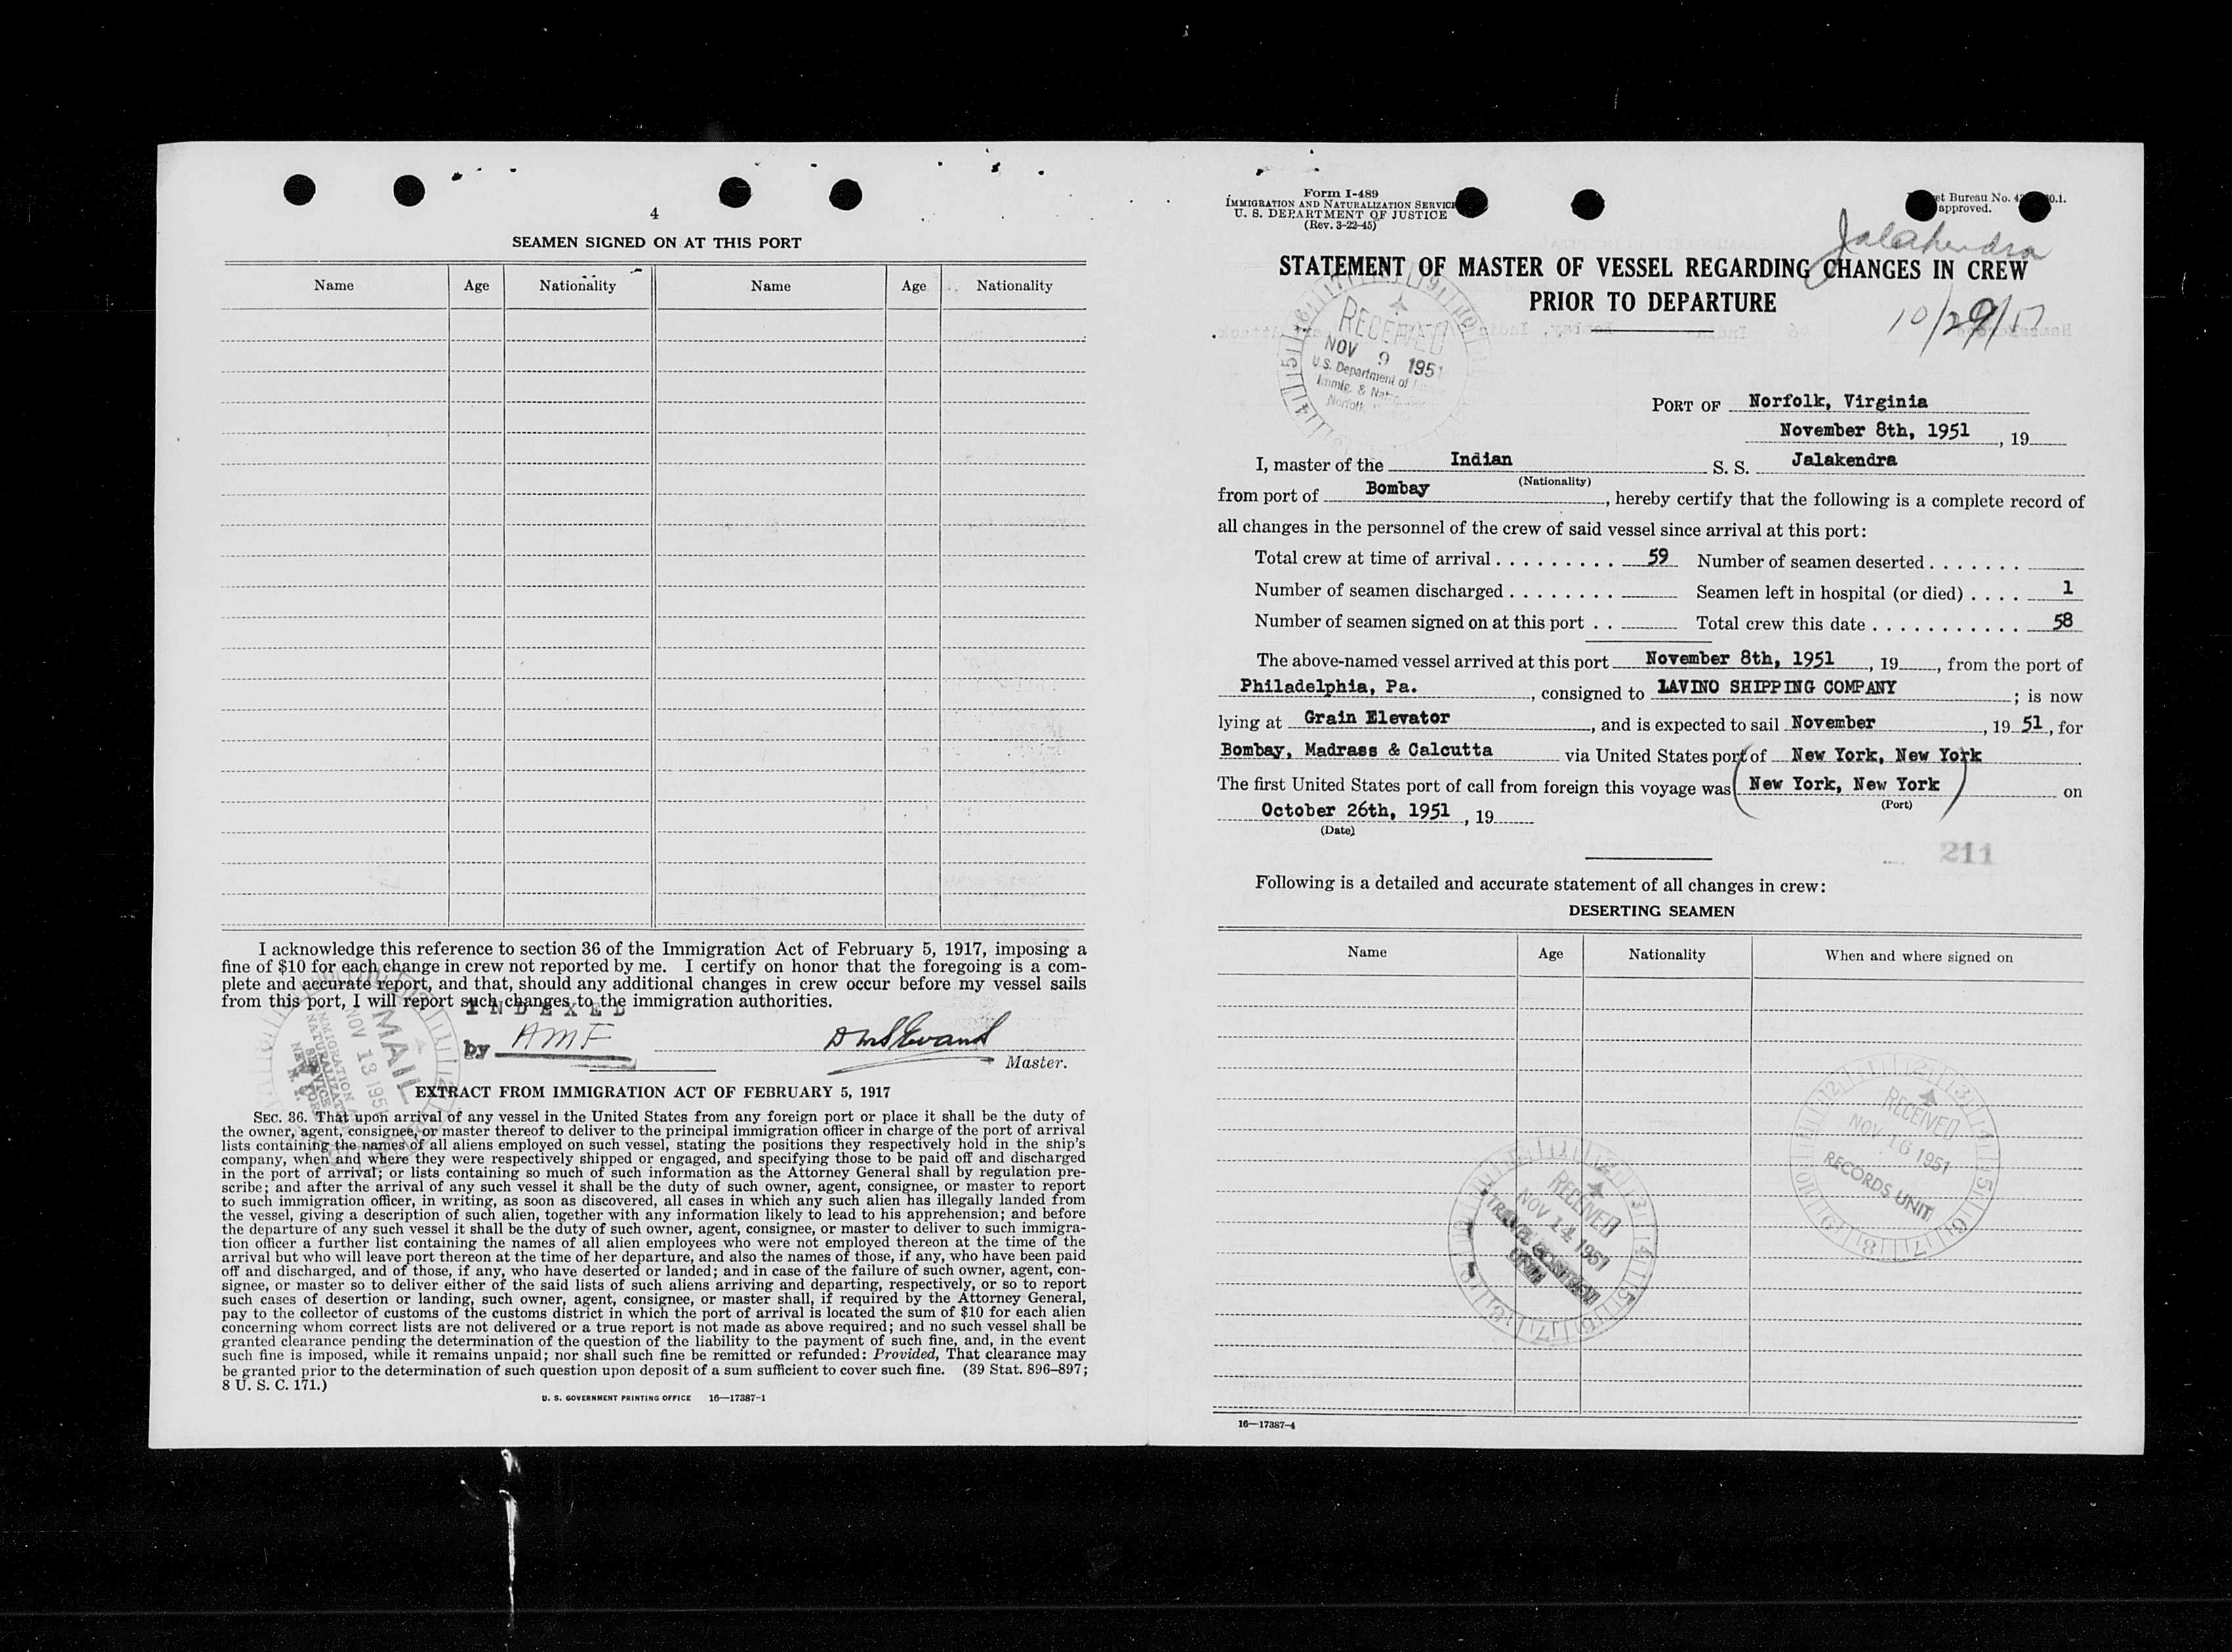 4
SEAMEN SIGNED ON AT THIS PORT
Name Age Nationality Name Age Nationality
I acknowledge this reference to section 36 of the Immigration Act of February 5, 1917, imposing a
fine of $10 for each change in crew not reported by me. I certify on honor that the foregoing is a com-
plete and accurate report, and that, should any additional changes in crew occur before my vessel sails
from this port, I will report such changes to the immigration authorities.
INDEXED
by AMF
Master.
MAIL
NOV 13 1951
IMMIGRATION &
NATURALIZATION
SERVICE
NEW YORK
N. Y.
EXTRACT FROM IMMIGRATION ACT OF FEBRUARY 5, 1917
SEC. 36. That upon arrival of any vessel in the United States from any foreign port or place it shall be the duty of
the owner, agent, consignee, or master thereof to deliver to the principal immigration officer in charge of the port of arrival
lists containing the names of all aliens employed on such vessel, stating the positions they respectively hold in the ship's
company, when and where they were respectively shipped or engaged, and specifying those to be paid off and discharged
in the port of arrival; or lists containing so much of such information as the Attorney General shall by regulation pre-
scribe; and after the arrival of any such vessel it shall be the duty of such owner, agent, consignee, or master to report
to such immigration officer, in writing, as soon as discovered, all cases in which any such alien has illegally landed from
the vessel, giving a description of such alien, together with any information likely to lead to his apprehension; and before
the departure of any such vessel it shall be the duty of such owner, agent, consignee, or master to deliver to such immigra-
tion officer a further list containing the names of all alien employees who were not employed thereon at the time of the
arrival but who will leave port thereon at the time of her departure, and also the names of those, if any, who have been paid
off and discharged, and of those, if any, who have deserted or landed; and in case of the failure of such owner, agent, con-
signee, or master so to deliver either of the said lists of such aliens arriving and departing, respectively, or so to report
such cases of desertion or landing, such owner, agent, consignee, or master shall, if required by the Attorney General,
pay to the collector of customs of the customs district in which the port of arrival is located the sum of $10 for each alien
concerning whom correct lists are not delivered or a true report is not made as above required; and no such vessel shall be
granted clearance pending the determination of the question of the liability to the payment of such fine, and, in the event
such fine is imposed, while it remains unpaid; nor shall such fine be remitted or refunded: Provided, That clearance may
be granted prior to the determination of such question upon deposit of a sum sufficient to cover such fine. (39 Stat. 896–897;
8 U. S. C. 171.)
U. S. GOVERNMENT PRINTING OFFICE 16—17387-1
Form I-489
IMMIGRATION AND NATURALIZATION SERVICE
U. S. DEPARTMENT OF JUSTICE
(Rev. 3-22-45)
Bureau No.
approved.
Jalakendra
STATEMENT OF MASTER OF VESSEL REGARDING CHANGES IN CREW
PRIOR TO DEPARTURE
10/29/51
RECEIVED
NOV 9 1951
U. S. Department of
Immig. & Nat
Norfolk
PORT OF Norfolk, Virginia
November 8th, 1951, 19
I, master of the Indian S. S. Jalakendra
(Nationality)
from port of Bombay, hereby certify that the following is a complete record of
all changes in the personnel of the crew of said vessel since arrival at this port:
Total crew at time of arrival . . . . . . . . . 59 Number of seamen deserted . . . . . . .
Number of seamen discharged . . . . . . . . Seamen left in hospital (or died) . . . . 1
Number of seamen signed on at this port . . Total crew this date . . . . . . . . . . . 58
The above-named vessel arrived at this port November 8th, 1951, 19, from the port of
Philadelphia, Pa., consigned to LAVINO SHIPPING COMPANY; is now
lying at Grain Elevator, and is expected to sail November, 19 51, for
Bombay, Madrass & Calcutta via United States port of New York, New York
The first United States port of call from foreign this voyage was (New York, New York) on
(Port)
October 26th, 1951, 19
(Date)
211
Following is a detailed and accurate statement of all changes in crew:
DESERTING SEAMEN
Name Age Nationality When and where signed on
RECEIVED
NOV 16 1951
RECORDS UNIT
RECEIVED
NOV 14 1951
UNIT
16—17387-4